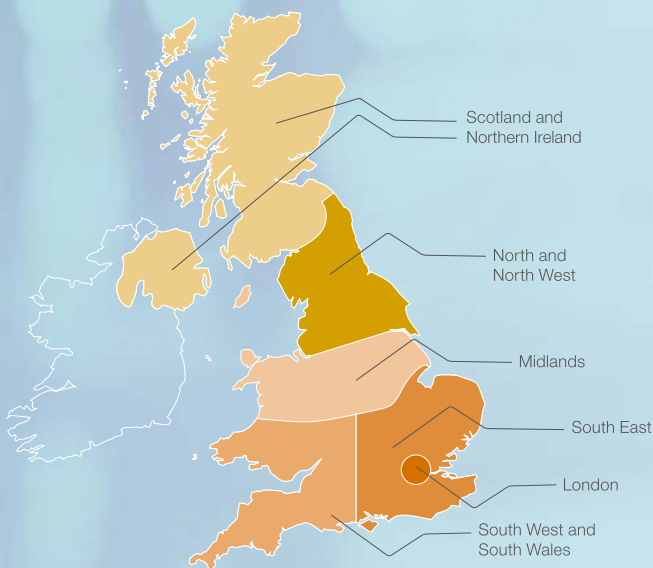 Scotland and
Northern Ireland
North and
North West
Midlands
South East
London
South West and
South Wales